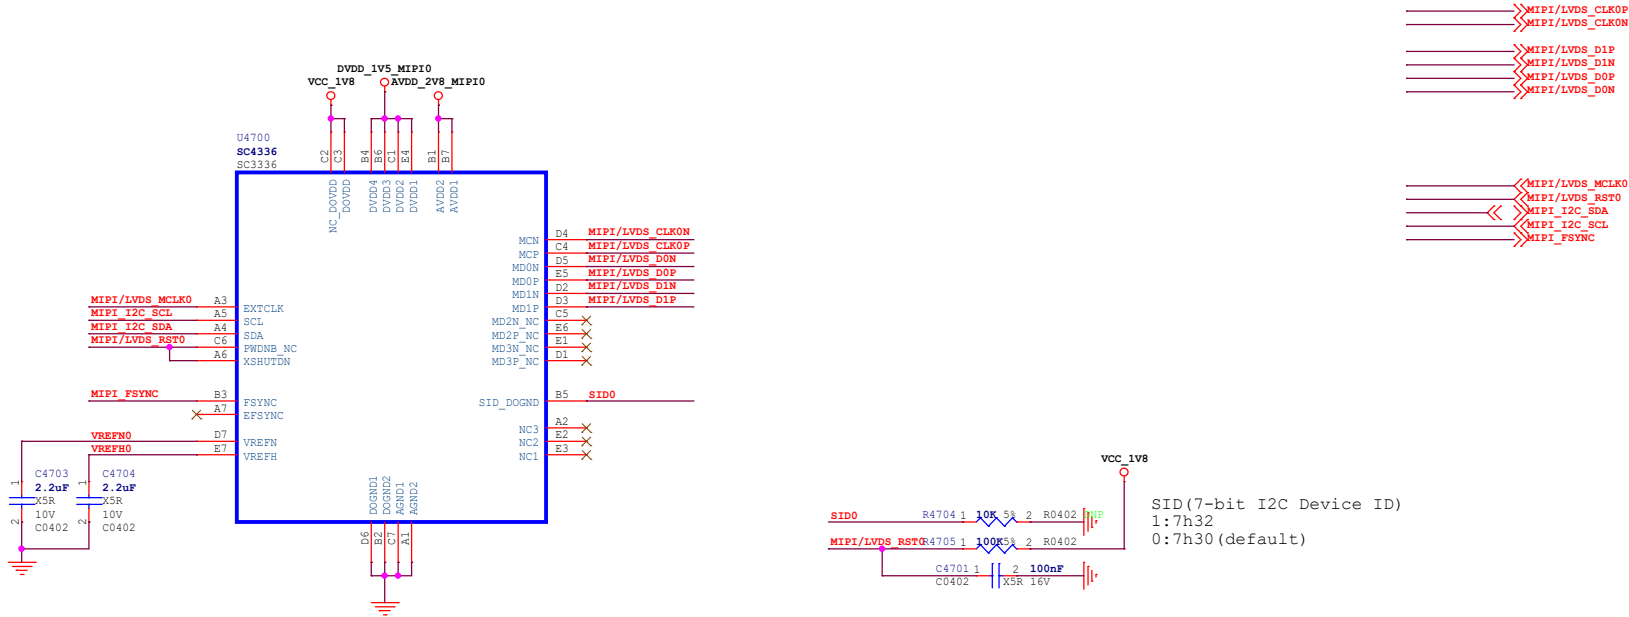 MIPI/LVDS_CLK0P
MIPI/LVDS_CLK0N
MIPI/LVDS_D1P
MIPI/LVDS_D1N
MIPI/LVDS_D0P
MIPI/LVDS_D0N
DVDD_1V5_MIPI0
VCC_1V8
AVDD_2V8_MIPI0
U4700
SC4336
SC3336
C2
C3
B4
B6
C1
E4
B1
B7
NC_DOVDD
DOVDD
DVDD4
DVDD3
DVDD2
DVDD1
AVDD2
AVDD1
MIPI/LVDS_MCLK0
MIPI/LVDS_RST0
MIPI_I2C_SDA
MIPI_I2C_SCL
MIPI_FSYNC
MCN D4 MIPI/LVDS_CLK0N
MCP C4 MIPI/LVDS_CLK0P
MD0N D5 MIPI/LVDS_D0N
MD0P E5 MIPI/LVDS_D0P
MD1N D2 MIPI/LVDS_D1N
MD1P D3 MIPI/LVDS_D1P
MD2N_NC C5
MD2P_NC E6
MD3N_NC E1
MD3P_NC D1
MIPI/LVDS_MCLK0 A3 EXTCLK
MIPI_I2C_SCL A5 SCL
MIPI_I2C_SDA A4 SDA
MIPI/LVDS_RST0 C6 PWDNB_NC
A6 XSHUTDN
MIPI_FSYNC B3 FSYNC
A7 EFSYNC
VREFN0 D7 VREFN
VREFH0 E7 VREFH
SID_DOGND B5 SID0
NC3 A2
NC2 E2
NC1 E3
C4703
1
2.2uF
X5R
10V
2
C0402
C4704
1
2.2uF
X5R
10V
2
C0402
DOGND1
DOGND2
AGND1
AGND2
D6
B2
C7
A1
VCC_1V8
SID0 R4704 1 10K 5% 2 R0402
MIPI/LVDS_RST0 R4705 1 100K 5% 2 R0402
C4701 1 2 100nF
C0402 X5R 16V
SID(7-bit I2C Device ID)
1:7h32
0:7h30(default)